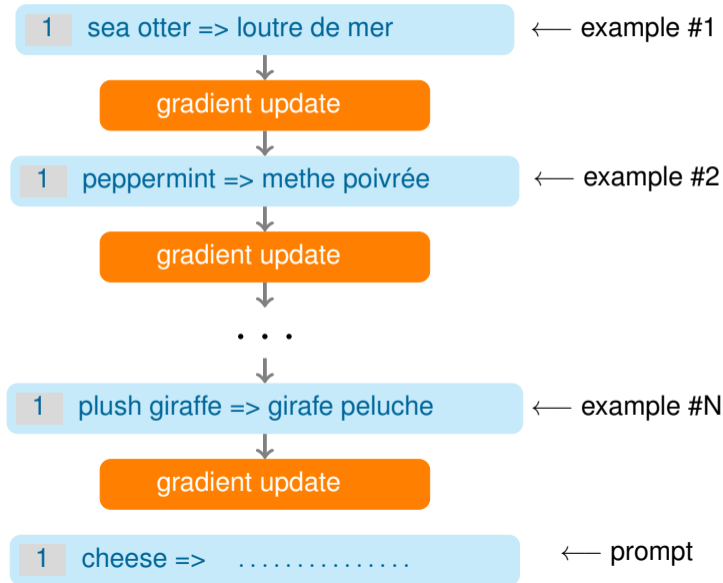 1 sea otter => loutre de mer ⟵ example #1
gradient update
1 peppermint => methe poivrée ⟵ example #2
gradient update
. . .
1 plush giraffe => girafe peluche ⟵ example #N
gradient update
1 cheese => ............... ⟵ prompt